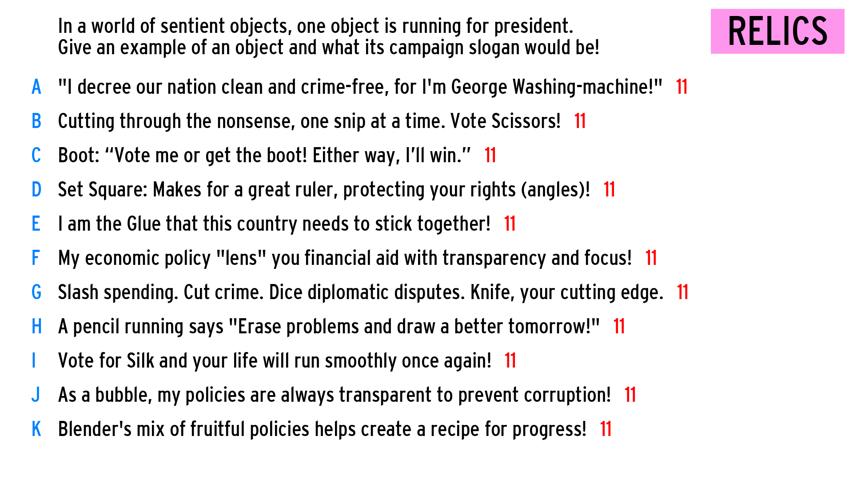 In a world of sentient objects, one object is running for president.
Give an example of an object and what its campaign slogan would be!
RELICS
A "I decree our nation clean and crime-free, for I'm George Washing-machine!" 11
B Cutting through the nonsense, one snip at a time. Vote Scissors! 11
C Boot: “Vote me or get the boot! Either way, I’ll win.” 11
D Set Square: Makes for a great ruler, protecting your rights (angles)! 11
E I am the Glue that this country needs to stick together! 11
F My economic policy "lens" you financial aid with transparency and focus! 11
G Slash spending. Cut crime. Dice diplomatic disputes. Knife, your cutting edge. 11
H A pencil running says "Erase problems and draw a better tomorrow!" 11
I Vote for Silk and your life will run smoothly once again! 11
J As a bubble, my policies are always transparent to prevent corruption! 11
K Blender's mix of fruitful policies helps create a recipe for progress! 11